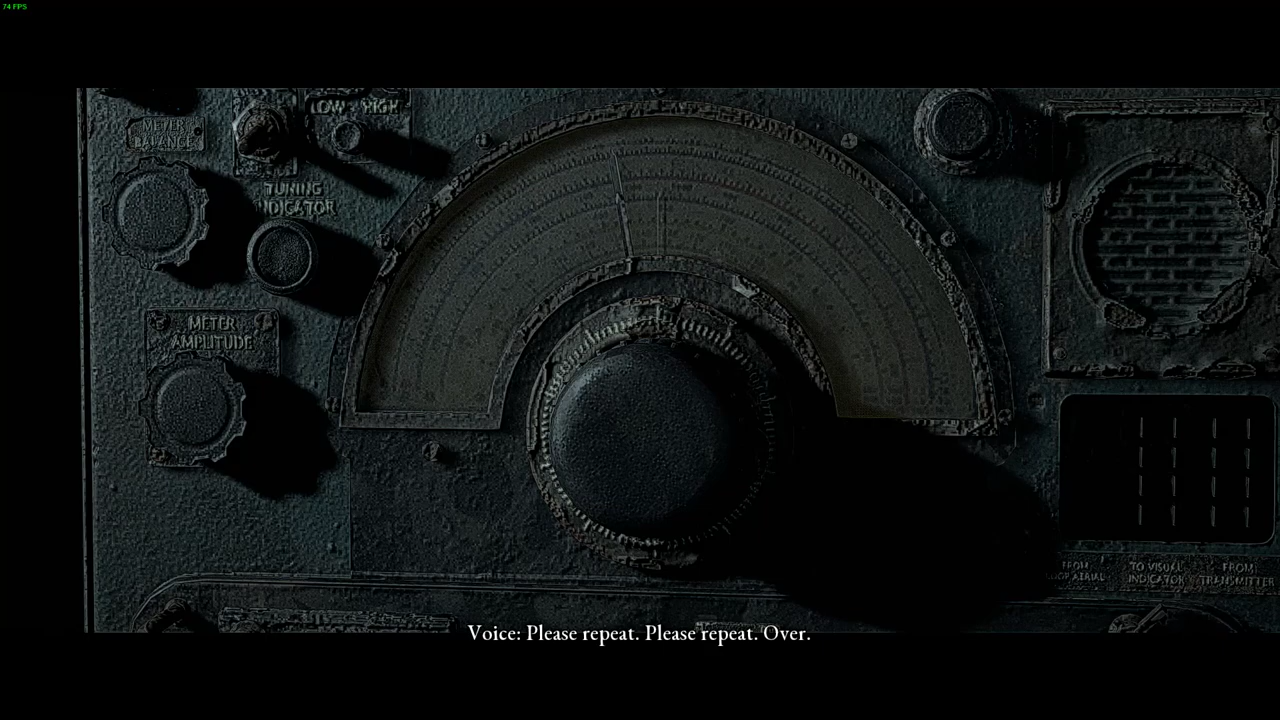 74 FPS
LOW - HIGH
METER
BALANCE
TUNING
INDICATOR
METER
AMPLITUDE
FROM
LOOP AERIAL
TO VISUAL
INDICATOR
FROM
TRANSMITTER
Voice: Please repeat. Please repeat. Over.